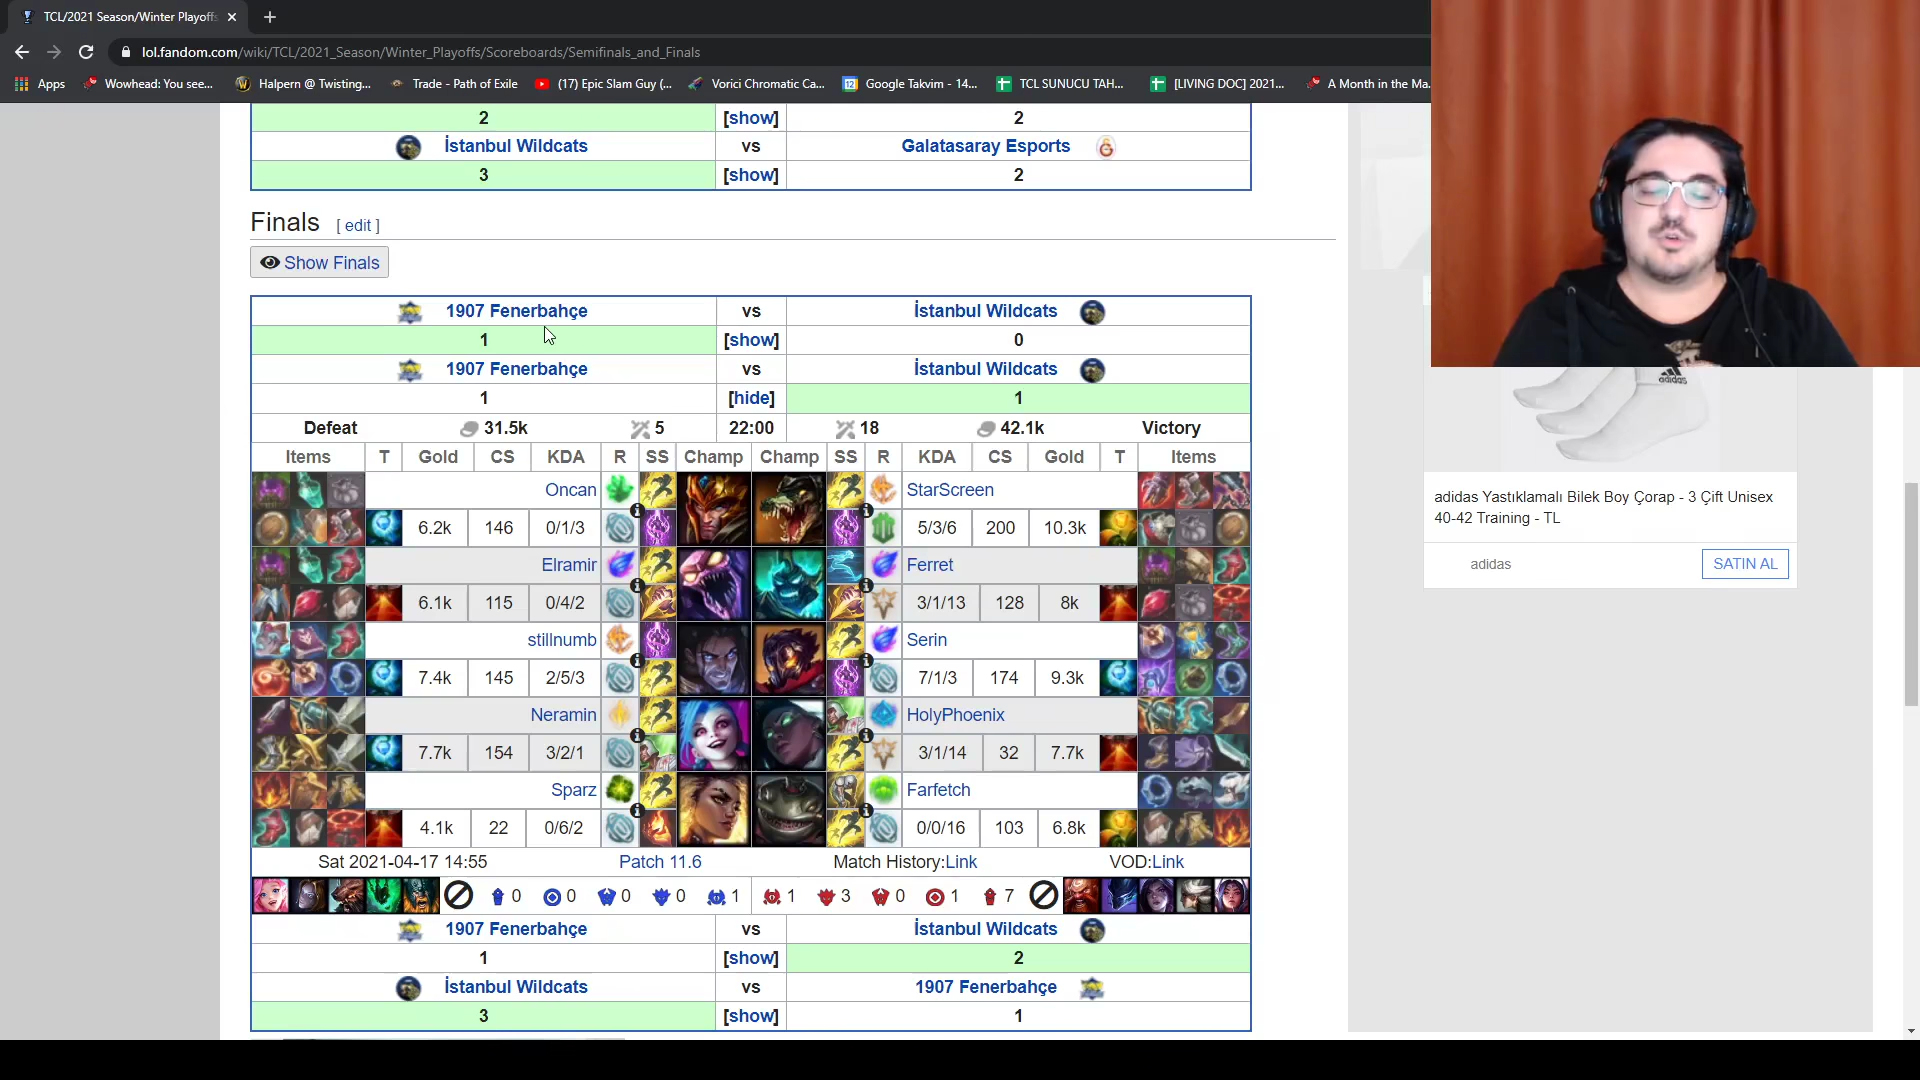 TCL/2021 Season/Winter Playoffs
lol.fandom.com/wiki/TCL/2021_Season/Winter_Playoffs/Scoreboards/Semifinals_and_Finals
Apps Wowhead: You see... Halpern @ Twisting... Trade - Path of Exile (17) Epic Slam Guy (... Vorici Chromatic Ca... Google Takvim - 14... TCL SUNUCU TAH... [LIVING DOC] 2021... A Month in the Ma...
2 [show] 2
İstanbul Wildcats vs Galatasaray Esports
3 [show] 2
Finals [ edit ]
Show Finals
1907 Fenerbahçe vs İstanbul Wildcats
1 [show] 0
1907 Fenerbahçe vs İstanbul Wildcats
1 [hide] 1
Defeat 31.5k 5 22:00 18 42.1k Victory
Items T Gold CS KDA R SS Champ Champ SS R KDA CS Gold T Items
Oncan StarScreen
6.2k 146 0/1/3 5/3/6 200 10.3k
Elramir Ferret
6.1k 115 0/4/2 3/1/13 128 8k
stillnumb Serin
7.4k 145 2/5/3 7/1/3 174 9.3k
Neramin HolyPhoenix
7.7k 154 3/2/1 3/1/14 32 7.7k
Sparz Farfetch
4.1k 22 0/6/2 0/0/16 103 6.8k
Sat 2021-04-17 14:55 Patch 11.6 Match History:Link VOD:Link
0 0 0 0 1 1 3 0 1 7
1907 Fenerbahçe vs İstanbul Wildcats
1 [show] 2
İstanbul Wildcats vs 1907 Fenerbahçe
3 [show] 1
adidas
adidas Yastıklamalı Bilek Boy Çorap - 3 Çift Unisex
40-42 Training - TL
adidas SATIN AL